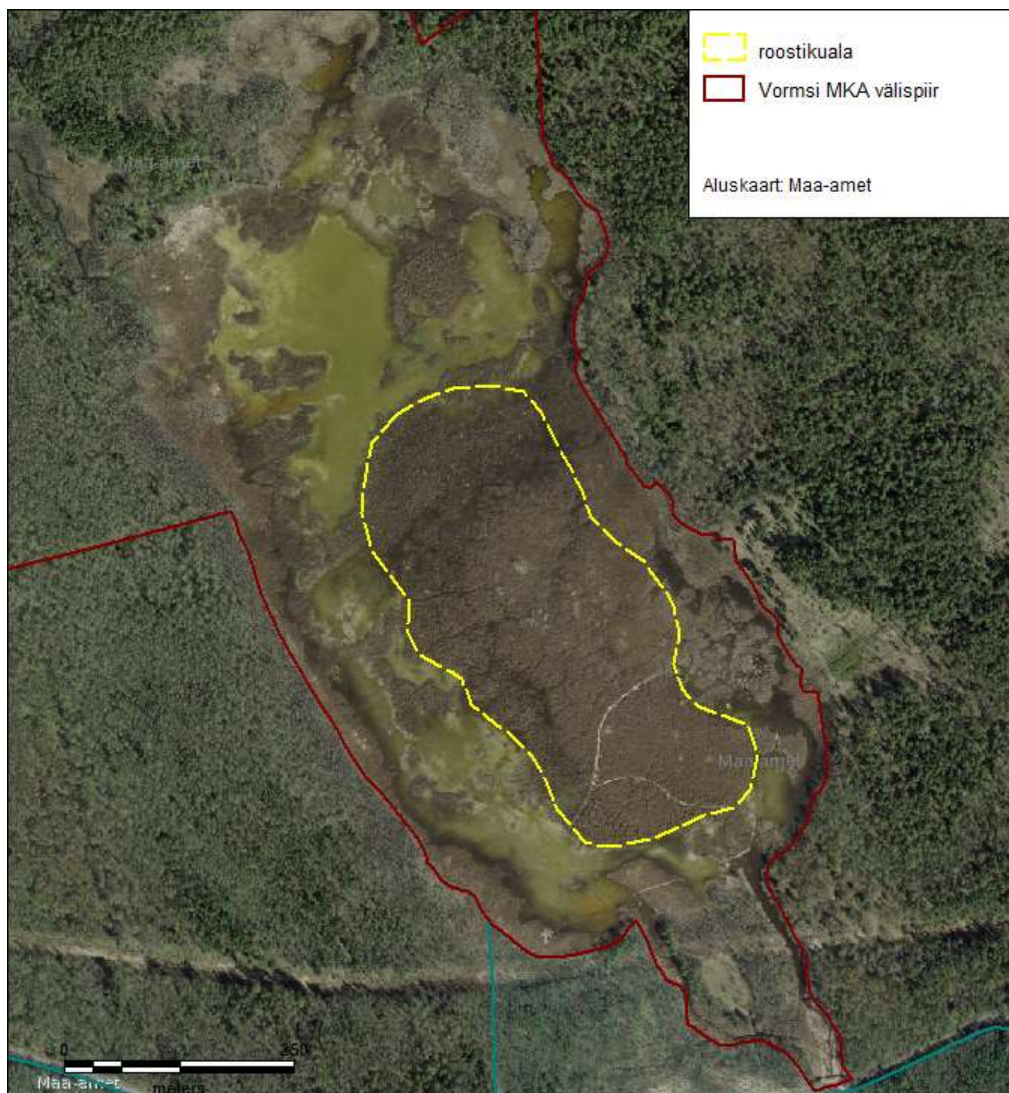 roostikuala
Vormsi MKA välispiir
Aluskaart: Maa-amet
Maa-amet
Maa-amet
0 250
Maa-amet
meters